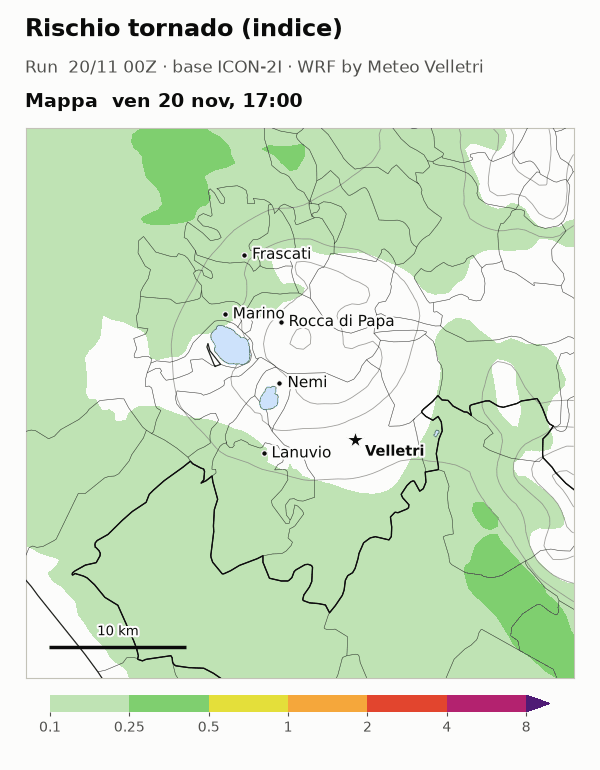 Rischio tornado (indice)
Run  20/11 00Z · base ICON-2I · WRF by Meteo Velletri
Mappa  ven 20 nov, 17:00
Frascati
Marino
Rocca di Papa
Nemi
Velletri
Lanuvio
10 km
0.1 0.25 0.5 1 2 4 8